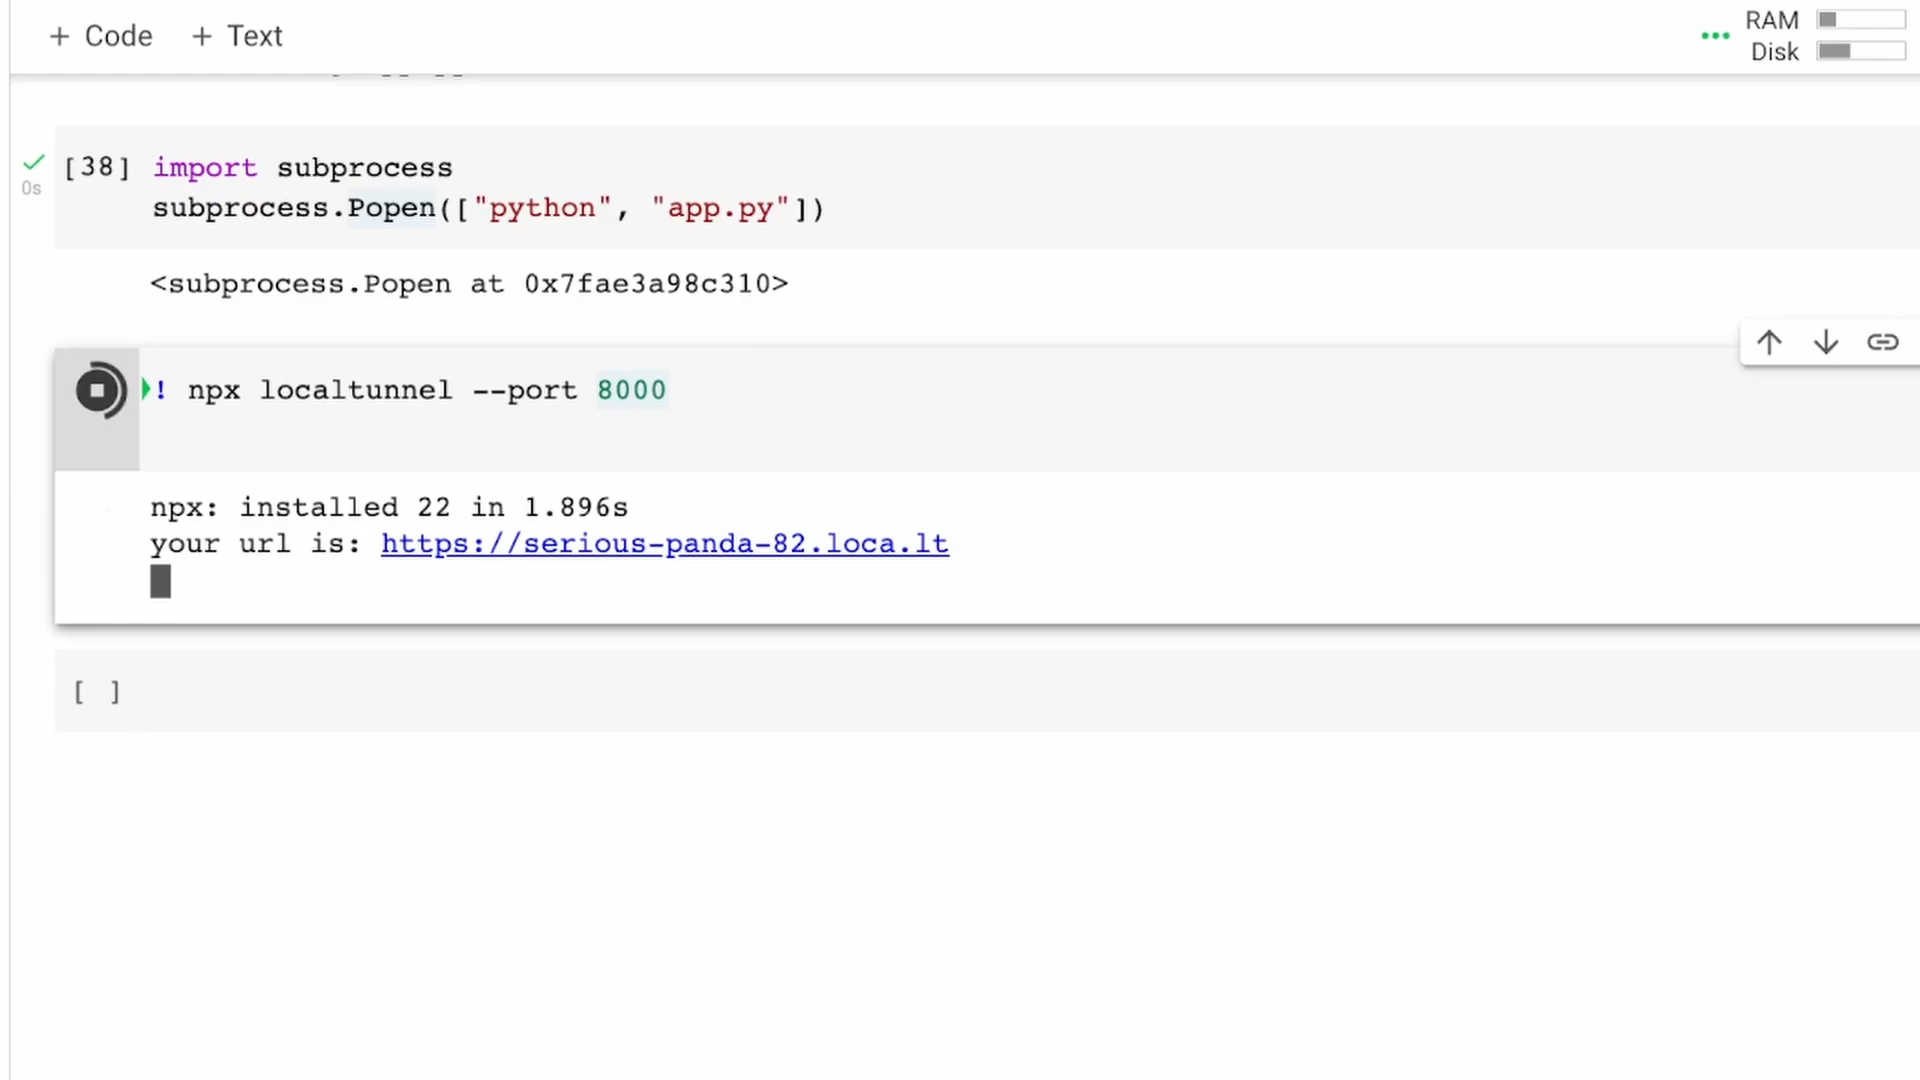 + Code + Text
RAM
Disk
[38] import subprocess
0s
subprocess.Popen(["python", "app.py"])
<subprocess.Popen at 0x7fae3a98c310>
! npx localtunnel --port 8000
npx: installed 22 in 1.896s
your url is: https://serious-panda-82.loca.lt
[ ]